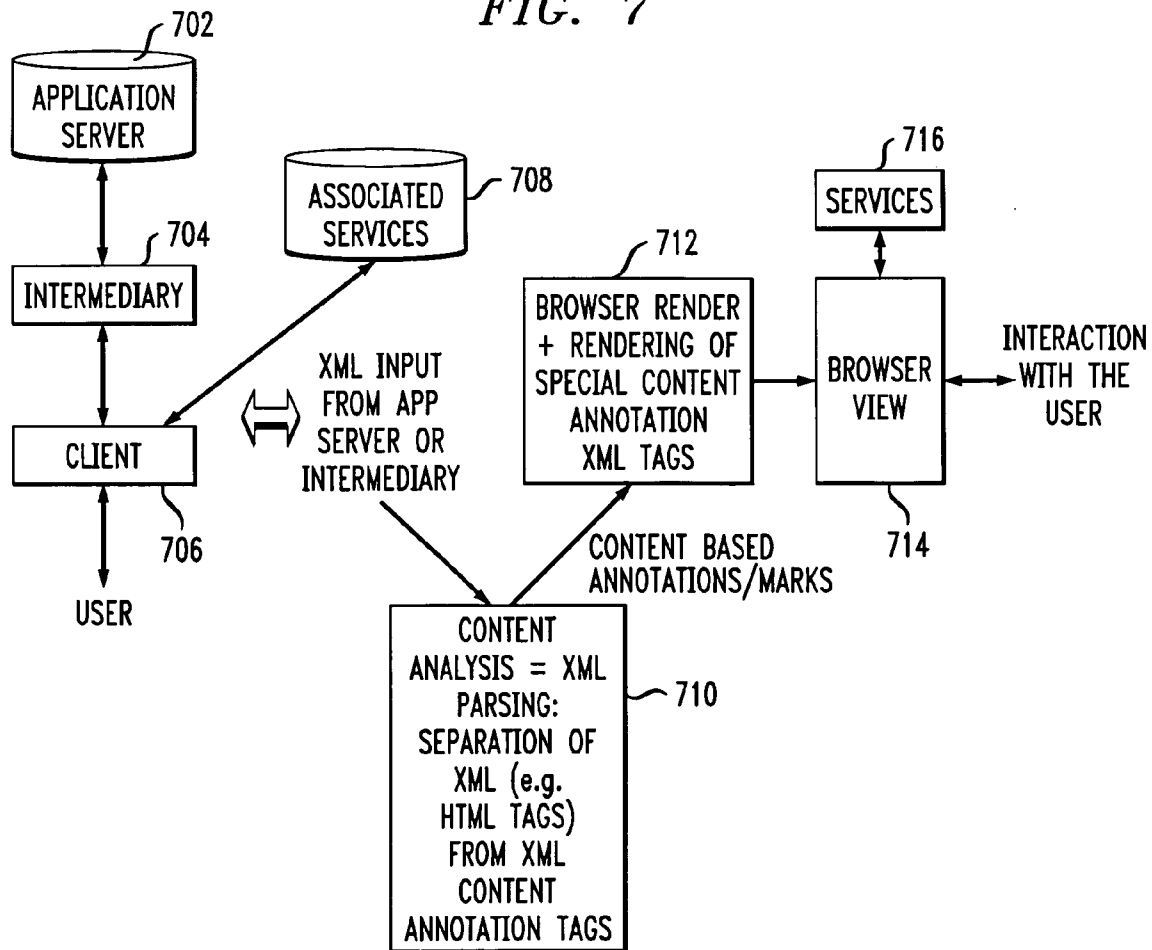 FIG. 7
702
APPLICATION
SERVER
704
INTERMEDIARY
CLIENT
706
USER
ASSOCIATED
SERVICES
708
XML INPUT
FROM APP
SERVER OR
INTERMEDIARY
CONTENT
ANALYSIS = XML
PARSING:
SEPARATION OF
XML (e.g.
HTML TAGS)
FROM XML
CONTENT
ANNOTATION TAGS
710
CONTENT BASED
ANNOTATIONS/MARKS
712
BROWSER RENDER
+ RENDERING OF
SPECIAL CONTENT
ANNOTATION
XML TAGS
716
SERVICES
BROWSER
VIEW
714
INTERACTION
WITH THE
USER